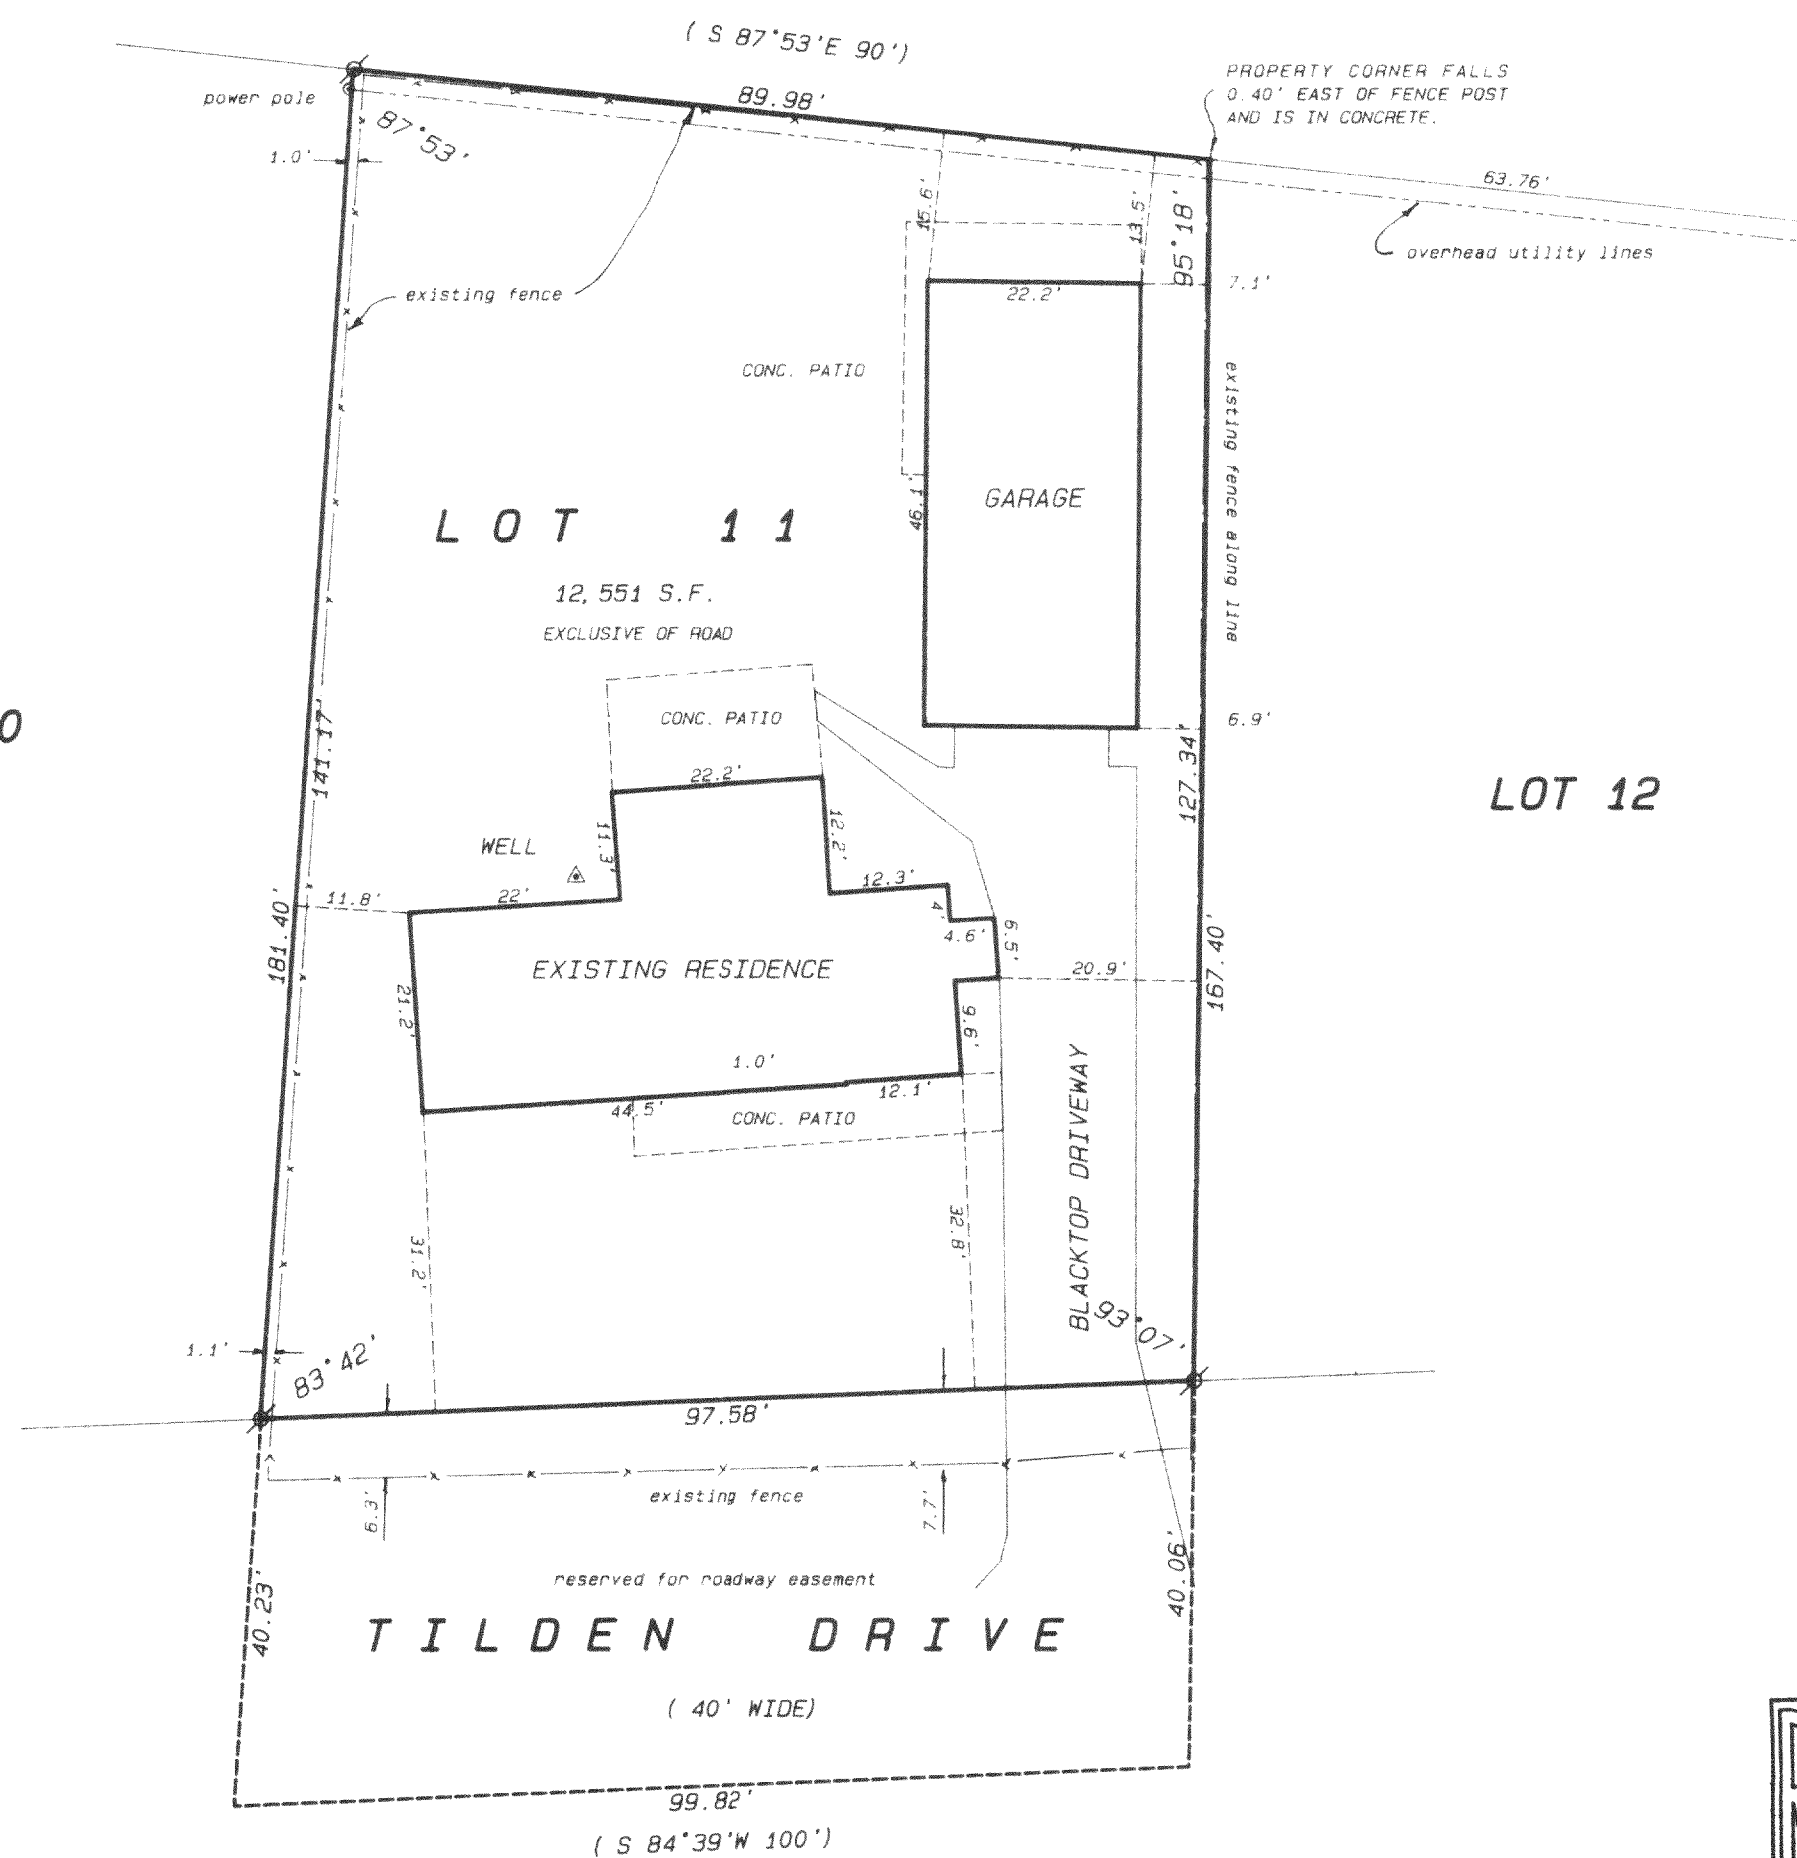 ( S 87°53'E 90')
89.98'
PROPERTY CORNER FALLS
0.40' EAST OF FENCE POST
AND IS IN CONCRETE.
power pole
87°53'
1.0'
63.76'
overhead utility lines
15.6'
13.5'
95°18'
7.1'
existing fence
22.2'
CONC. PATIO
existing fence along line
46.1'
GARAGE
LOT 11
12,551 S.F.
EXCLUSIVE OF ROAD
CONC. PATIO
6.9'
0
141.17'
127.34'
22.2'
LOT 12
11.3'
12.2'
WELL
12.3'
22'
11.8'
4'
4.6'
6.5'
181.40'
167.40'
EXISTING RESIDENCE
20.9'
21.2'
9.6'
1.0'
12.1'
44.5'
CONC. PATIO
BLACKTOP DRIVEWAY
31.2'
32.8'
93°07'
1.1'
83°42'
97.58'
existing fence
6.3'
7.7'
reserved for roadway easement
40.23'
40.06'
TILDEN DRIVE
( 40' WIDE)
99.82'
( S 84°39'W 100')